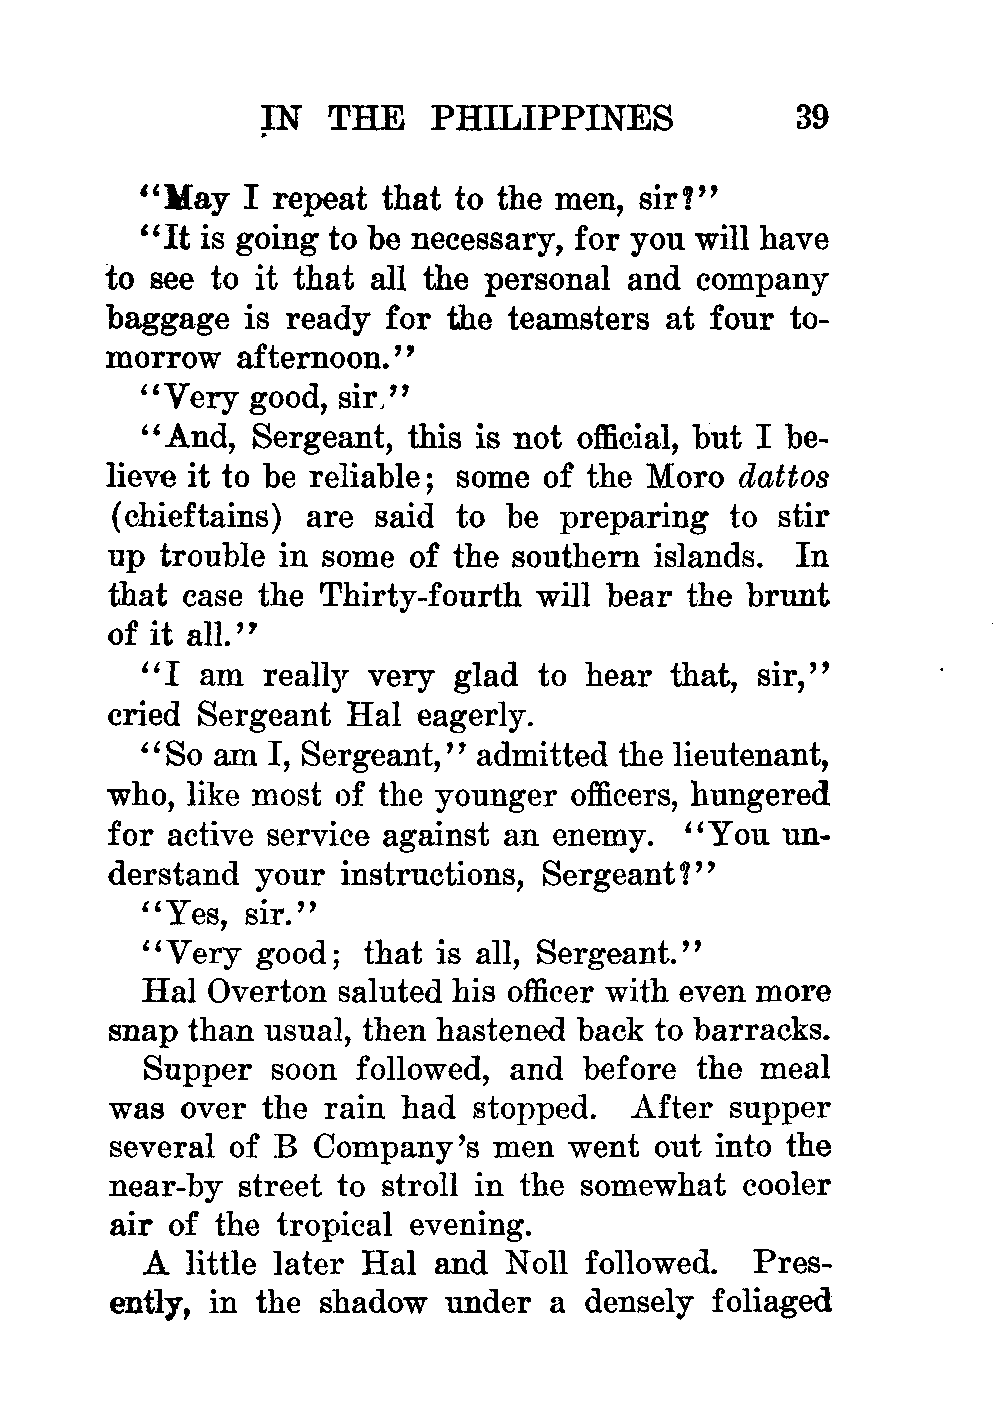 IN THE PHILIPPINES 39
“May I repeat that to the men, sir?”
“It is going to be necessary, for you will have
to see to it that all the personal and company
baggage is ready for the teamsters at four to-
morrow afternoon.”
“Very good, sir.”
“And, Sergeant, this is not official, but I be-
lieve it to be reliable; some of the Moro dattos
(chieftains) are said to be preparing to stir
up trouble in some of the southern islands. In
that case the Thirty-fourth will bear the brunt
of it all.”
“I am really very glad to hear that, sir,”
cried Sergeant Hal eagerly.
“So am I, Sergeant,” admitted the lieutenant,
who, like most of the younger officers, hungered
for active service against an enemy. “You un-
derstand your instructions, Sergeant?”
“Yes, sir.”
“Very good; that is all, Sergeant.”
Hal Overton saluted his officer with even more
snap than usual, then hastened back to barracks.
Supper soon followed, and before the meal
was over the rain had stopped. After supper
several of B Company’s men went out into the
near-by street to stroll in the somewhat cooler
air of the tropical evening.
A little later Hal and Noll followed. Pres-
ently, in the shadow under a densely foliaged